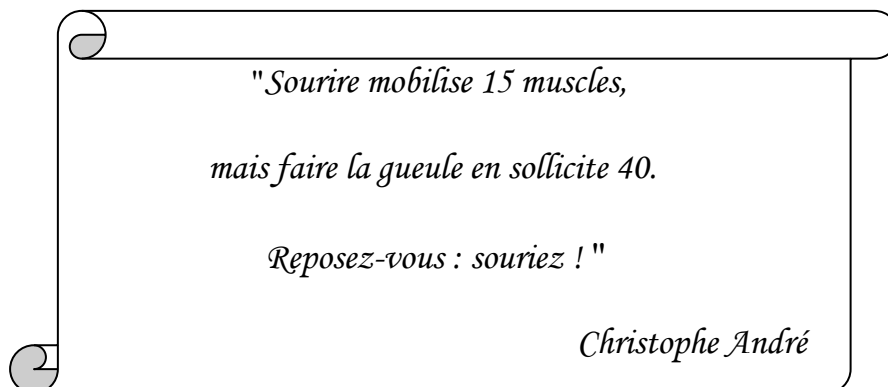 "Sourire mobilise 15 muscles,
mais faire la gueule en sollicite 40.
Reposez-vous : souriez ! "
Christophe André